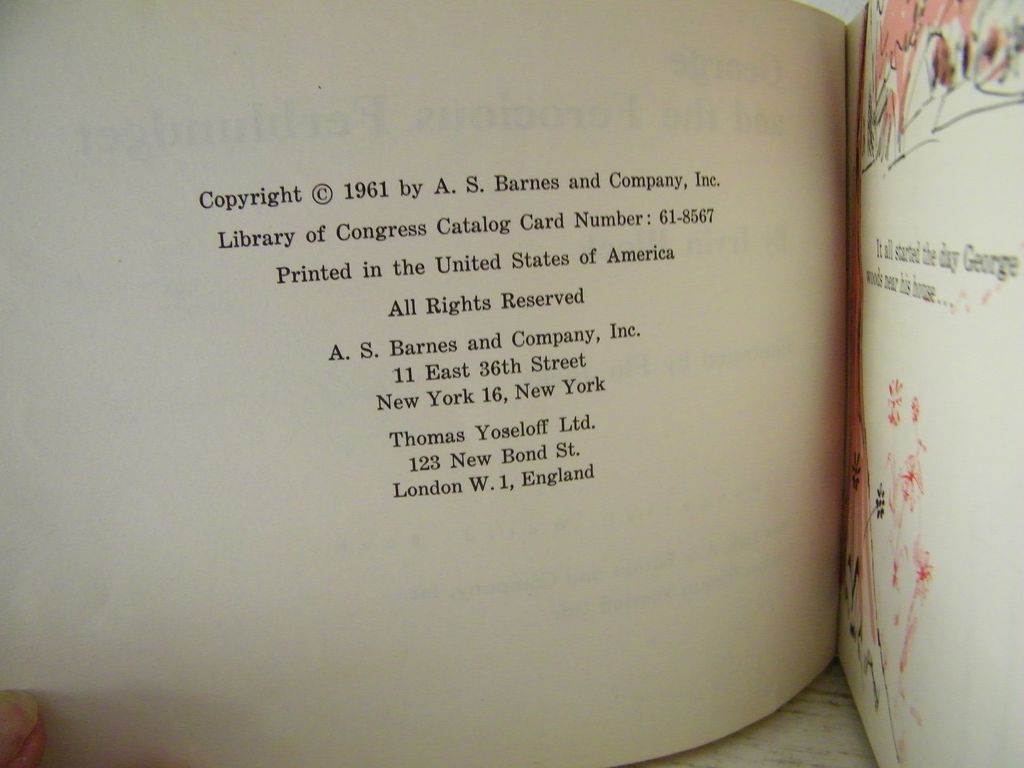 Copyright © 1961 by A. S. Barnes and Company, Inc.
Library of Congress Catalog Card Number: 61-8567
Printed in the United States of America
All Rights Reserved
A. S. Barnes and Company, Inc.
11 East 36th Street
New York 16, New York
Thomas Yoseloff Ltd.
123 New Bond St.
London W. 1, England
It all started the day George
woods near his house...